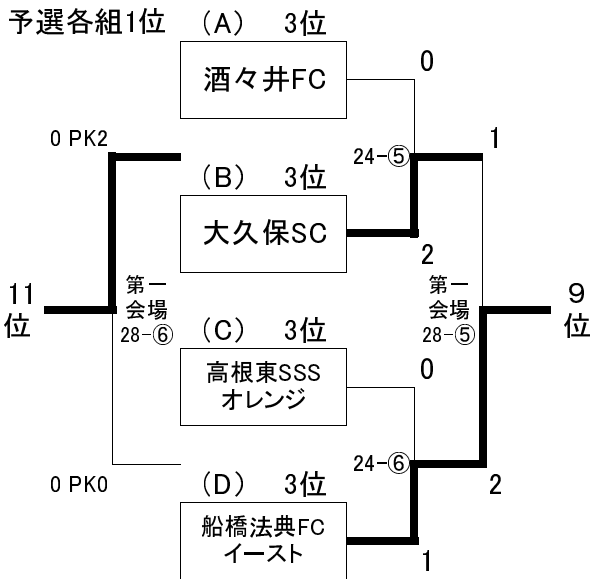 予選各組1位
(A) 3位
酒々井FC
0
0 PK2
24-⑤
1
(B) 3位
大久保SC
2
11
位
第一
会場
28-⑥
第一
会場
28-⑤
9
位
(C) 3位
高根東SSS
オレンジ
0
0 PK0
24-⑥
2
(D) 3位
船橋法典FC
イースト
1